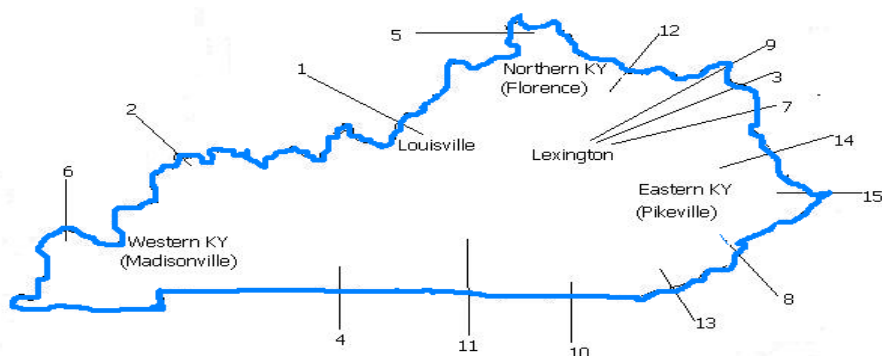 5
12
9
1
Northern KY
(Florence)
3
2
7
Louisville
14
Lexington
6
Eastern KY
(Pikeville)
15
Western KY
(Madisonville)
8
13
4
11
10